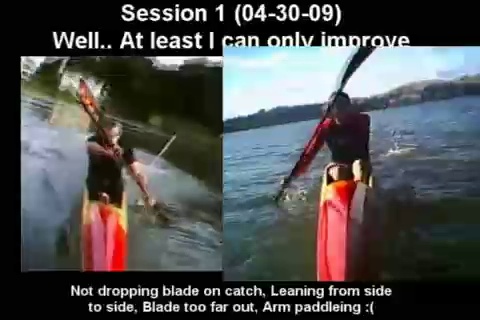 Session 1 (04-30-09)
Well.. At least I can only improve
Not dropping blade on catch, Leaning from side
to side, Blade too far out, Arm paddleing :(